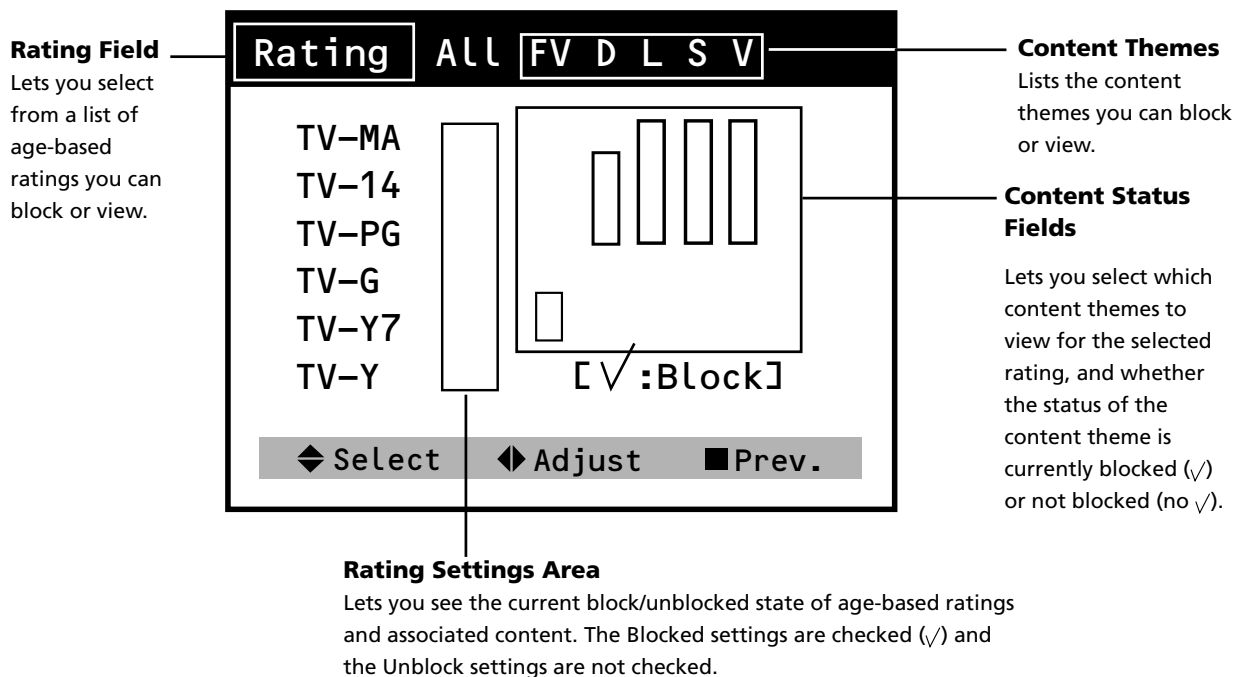 Rating Field
Lets you select
from a list of
age-based
ratings you can
block or view.
Rating All FV D L S V
TV–MA
TV–14
TV–PG
TV–G
TV–Y7
TV–Y
[√:Block]
Select Adjust Prev.
Content Themes
Lists the content
themes you can block
or view.
Content Status
Fields
Lets you select which
content themes to
view for the selected
rating, and whether
the status of the
content theme is
currently blocked (√)
or not blocked (no √).
Rating Settings Area
Lets you see the current block/unblocked state of age-based ratings
and associated content. The Blocked settings are checked (√) and
the Unblock settings are not checked.